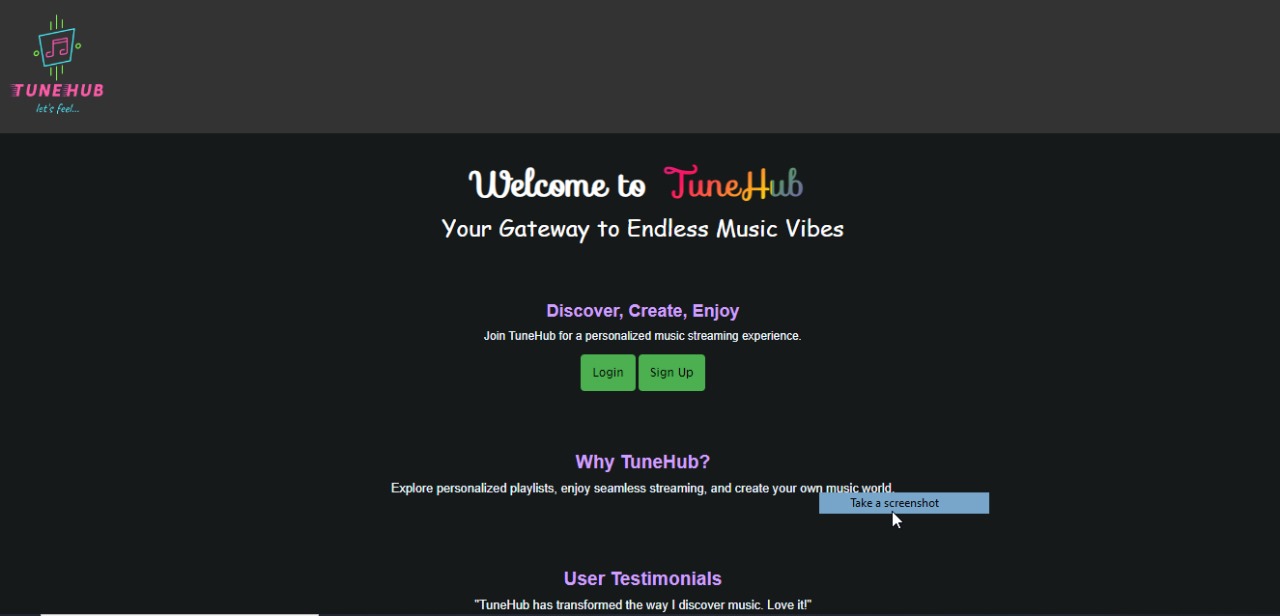 TUNEHUB
let's feel...
Welcome to TuneHub
Your Gateway to Endless Music Vibes
Discover, Create, Enjoy
Join TuneHub for a personalized music streaming experience.
Login Sign Up
Why TuneHub?
Explore personalized playlists, enjoy seamless streaming, and create your own music world.
Take a screenshot
User Testimonials
"TuneHub has transformed the way I discover music. Love it!"